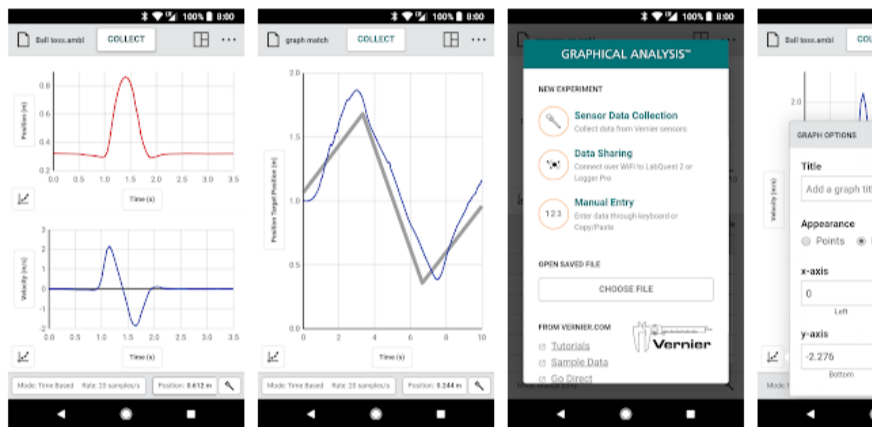 100% 8:00
Ball toss.ambl COLLECT
Position (m)
0.8
0.6
0.4
0.2
0.0 0.5 1.0 1.5 2.0 2.5 3.0 3.5
Time (s)
Velocity (m/s)
3
2
1
0
-1
-2
0.0 0.5 1.0 1.5 2.0 2.5 3.0 3.5
Time (s)
Mode: Time Based Rate: 20 samples/s Position: 0.612 m
100% 8:00
graph match COLLECT
Position Target Position (m)
2.0
1.5
1.0
0.5
0.0
0 2 4 6 8 10
Time (s)
Mode: Time Based Rate: 20 samples/s Position: 0.244 m
100% 8:00
GRAPHICAL ANALYSIS™
NEW EXPERIMENT
Sensor Data Collection
Collect data from Vernier sensors
Data Sharing
Connect over WiFi to LabQuest 2 or
Logger Pro
123
Manual Entry
Enter data through keyboard or
Copy/Paste
OPEN SAVED FILE
CHOOSE FILE
FROM VERNIER.COM
Vernier
Tutorials
Sample Data
Go Direct
Ball toss.ambl COL
2.0
Velocity (m/s)
GRAPH OPTIONS
Title
Add a graph tit
Appearance
Points
x-axis
0
Left
y-axis
-2.276
Bottom
Mode: